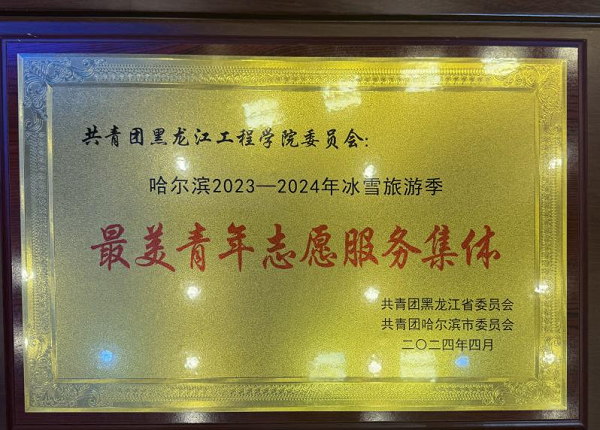 共青团黑龙江工程学院委员会:
哈尔滨2023—2024年冰雪旅游季
最美青年志愿服务集体
共青团黑龙江省委员会
共青团哈尔滨市委员会
二〇二四年四月